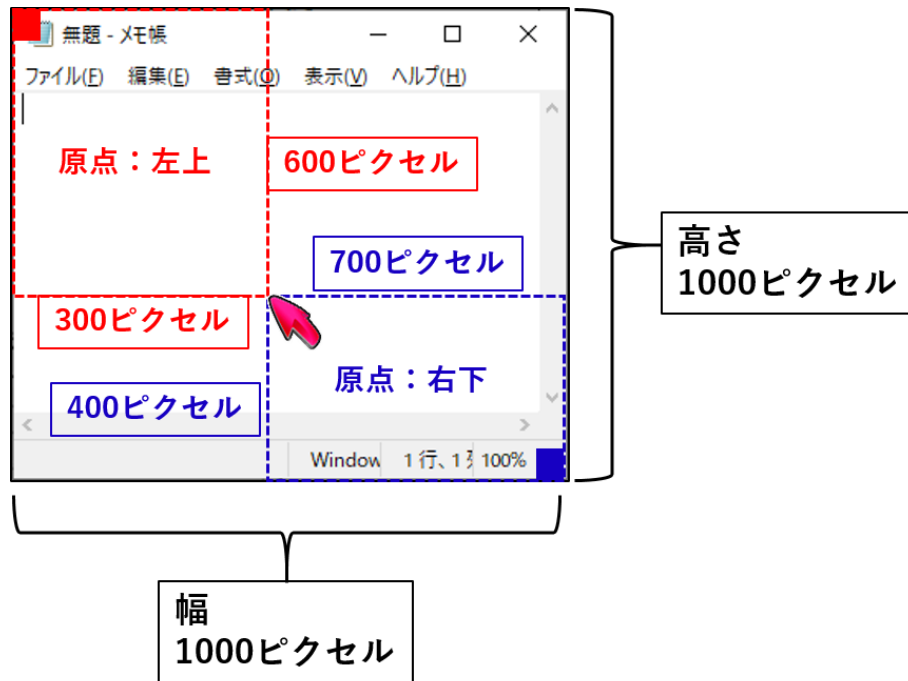 無題 - メモ帳
ファイル(F) 編集(E) 書式(O) 表示(V) ヘルプ(H)
原点：左上
600ピクセル
700ピクセル
高さ
1000ピクセル
300ピクセル
原点：右下
400ピクセル
Window 1 行、1 列 100%
幅
1000ピクセル